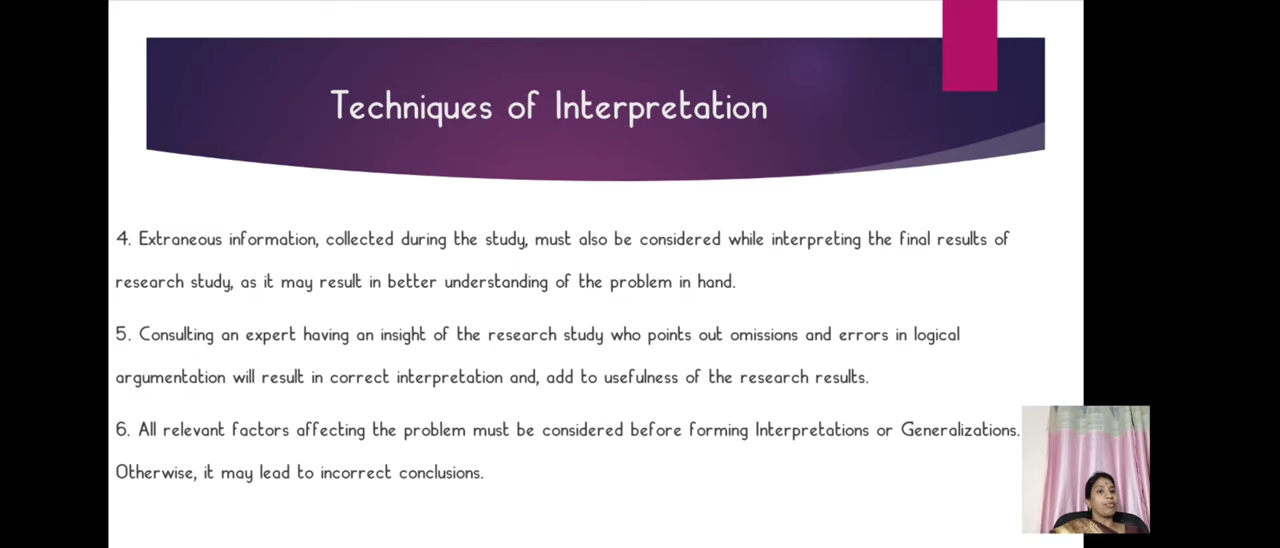 Techniques of Interpretation
4. Extraneous information, collected during the study, must also be considered while interpreting the final results of
research study, as it may result in better understanding of the problem in hand.
5. Consulting an expert having an insight of the research study who points out omissions and errors in logical
argumentation will result in correct interpretation and, add to usefulness of the research results.
6. All relevant factors affecting the problem must be considered before forming Interpretations or Generalizations.
Otherwise, it may lead to incorrect conclusions.